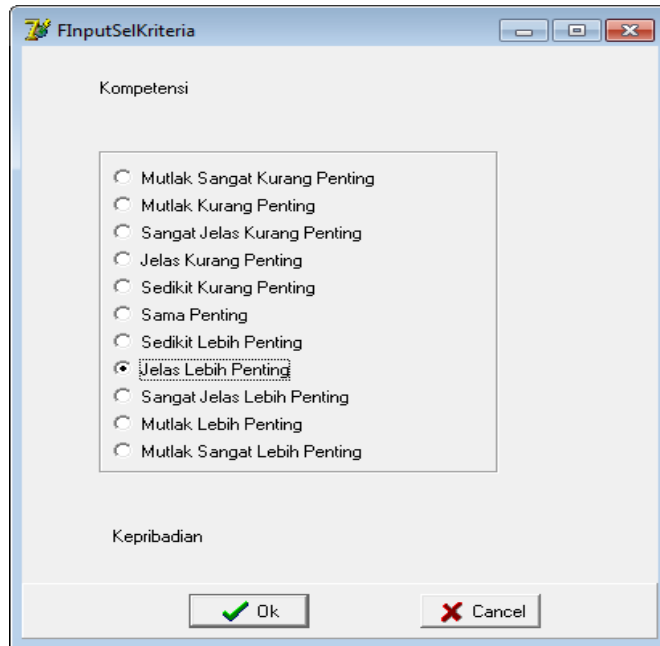 FInputSelKriteria
Kompetensi
Mutlak Sangat Kurang Penting
Mutlak Kurang Penting
Sangat Jelas Kurang Penting
Jelas Kurang Penting
Sedikit Kurang Penting
Sama Penting
Sedikit Lebih Penting
Jelas Lebih Penting
Sangat Jelas Lebih Penting
Mutlak Lebih Penting
Mutlak Sangat Lebih Penting
Kepribadian
Ok
Cancel